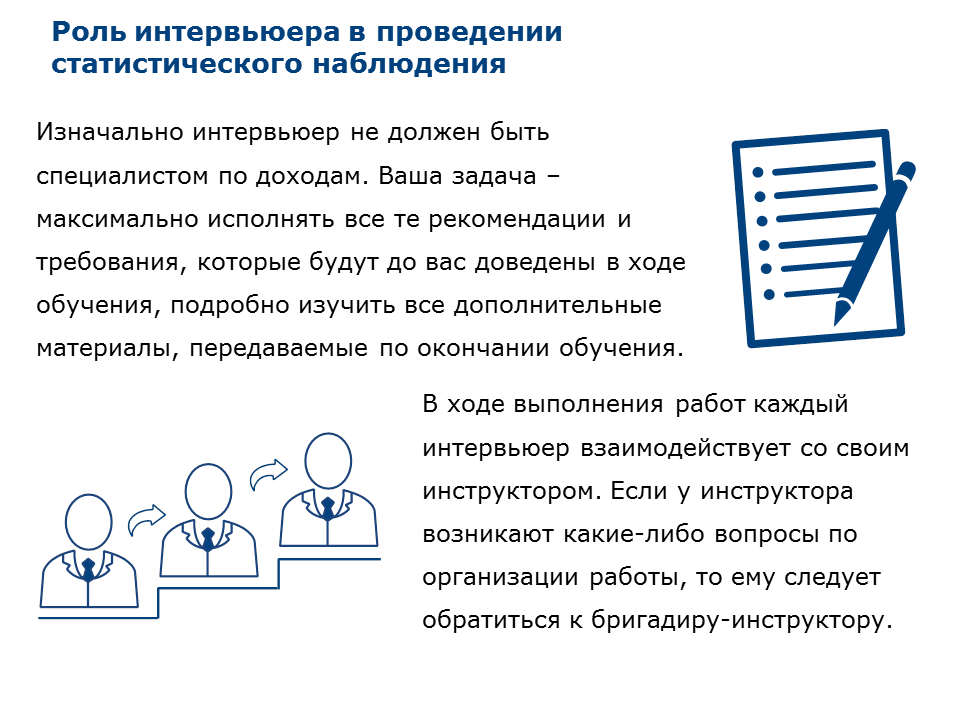 Роль интервьюера в проведении
статистического наблюдения
Изначально интервьюер не должен быть
специалистом по доходам. Ваша задача –
максимально исполнять все те рекомендации и
требования, которые будут до вас доведены в ходе
обучения, подробно изучить все дополнительные
материалы, передаваемые по окончании обучения.
В ходе выполнения работ каждый
интервьюер взаимодействует со своим
инструктором. Если у инструктора
возникают какие-либо вопросы по
организации работы, то ему следует
обратиться к бригадиру-инструктору.